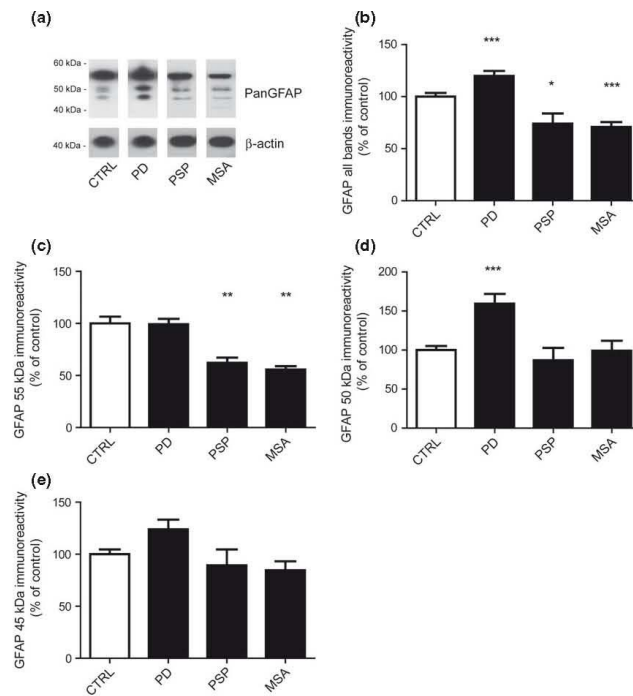 (a)
60 kDa -
50 kDa -
40 kDa -
PanGFAP
40 kDa -
β-actin
CTRL PD PSP MSA
(b)
GFAP all bands immunoreactivity
(% of control)
150
100
50
0
*** * ***
CTRL PD PSP MSA
(c)
GFAP 55 kDa immunoreactivity
(% of control)
150
100
50
0
** **
CTRL PD PSP MSA
(d)
GFAP 50 kDa immunoreactivity
(% of control)
200
150
100
50
0
***
CTRL PD PSP MSA
(e)
GFAP 45 kDa immunoreactivity
(% of control)
150
100
50
0
CTRL PD PSP MSA